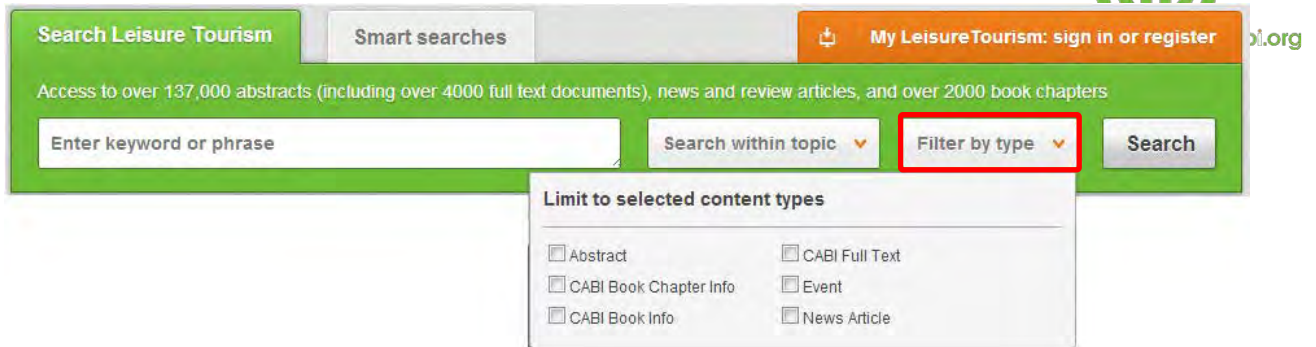 Search Leisure Tourism
Smart searches
My LeisureTourism: sign in or register
.org
Access to over 137,000 abstracts (including over 4000 full text documents), news and review articles, and over 2000 book chapters
Enter keyword or phrase
Search within topic
Filter by type
Search
Limit to selected content types
Abstract
CABI Full Text
CABI Book Chapter Info
Event
CABI Book Info
News Article